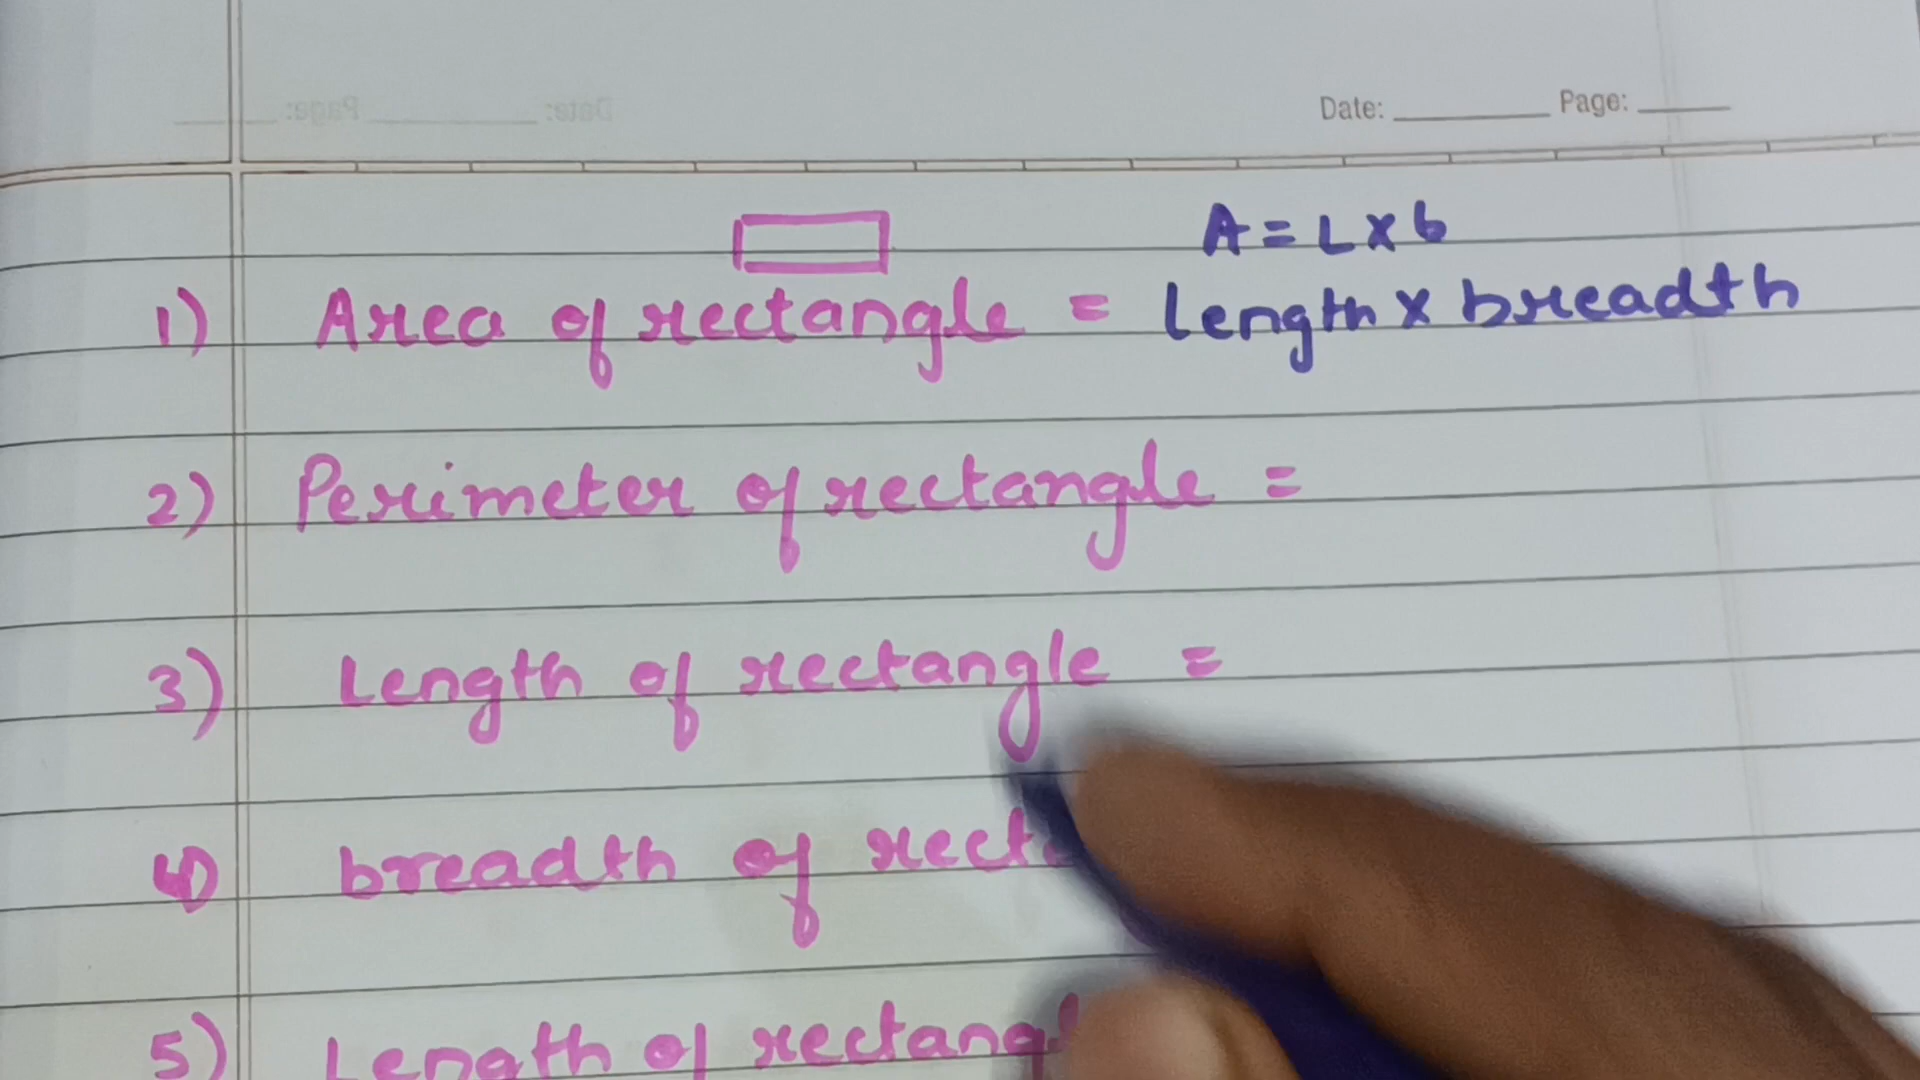 Date: Page:
A = L × b
1) Area of rectangle = Length × breadth
2) Perimeter of rectangle =
3) Length of rectangle =
4) breadth of
5) Length of